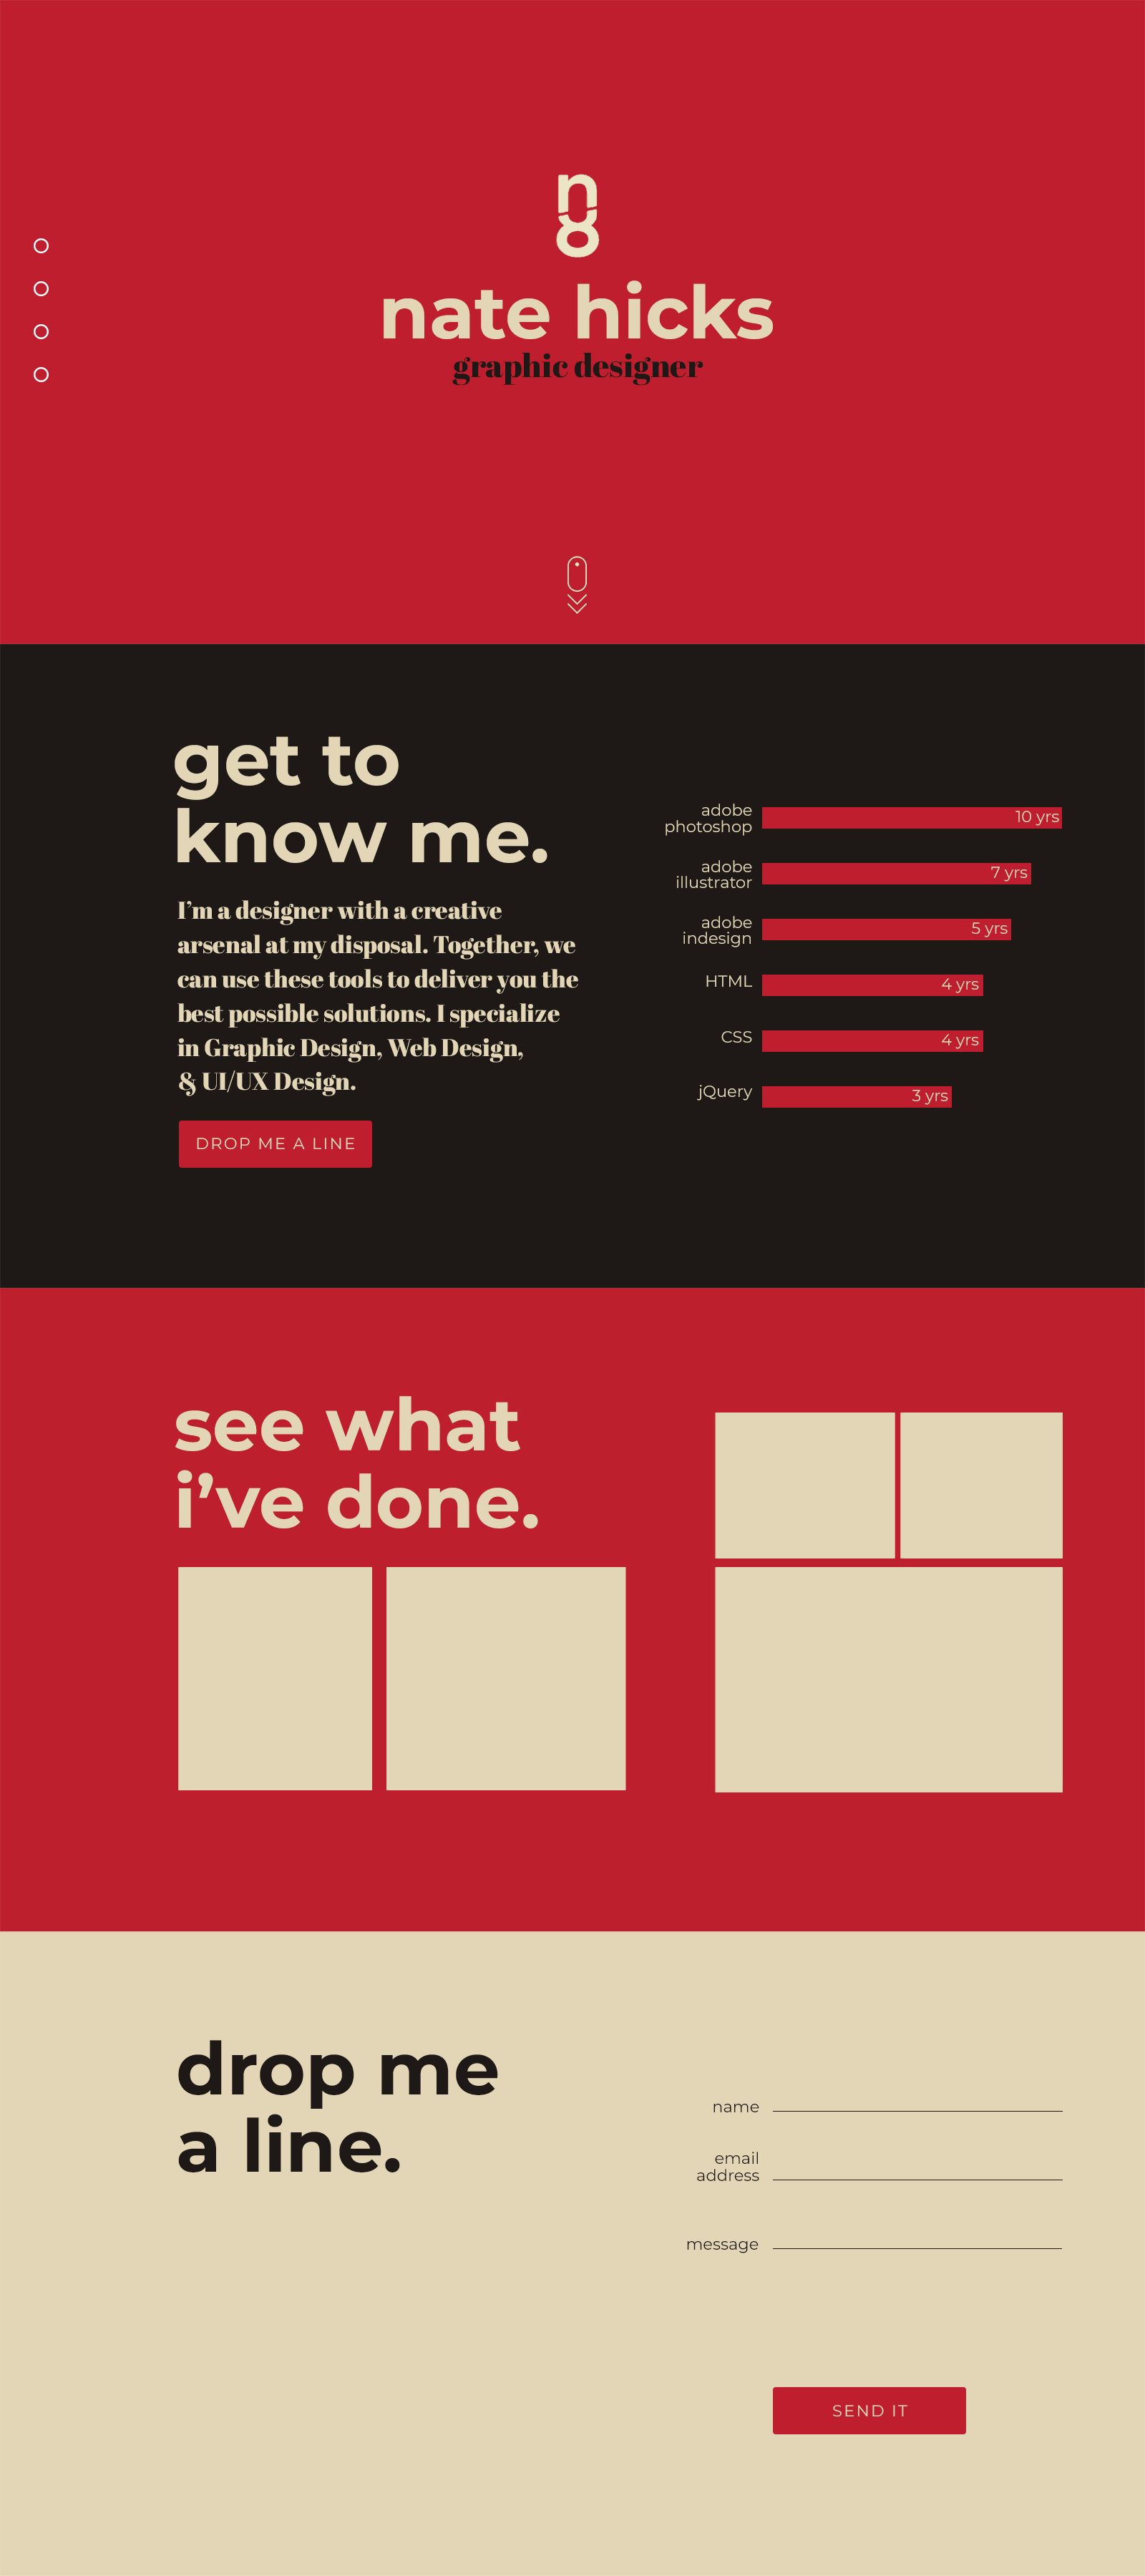 nate hicks
graphic designer
get to
know me.
I’m a designer with a creative
arsenal at my disposal. Together, we
can use these tools to deliver you the
best possible solutions. I specialize
in Graphic Design, Web Design,
& UI/UX Design.
DROP ME A LINE
adobe
photoshop
10 yrs
adobe
illustrator
7 yrs
adobe
indesign
5 yrs
HTML
4 yrs
CSS
4 yrs
jQuery
3 yrs
see what
i’ve done.
drop me
a line.
name
email
address
message
SEND IT